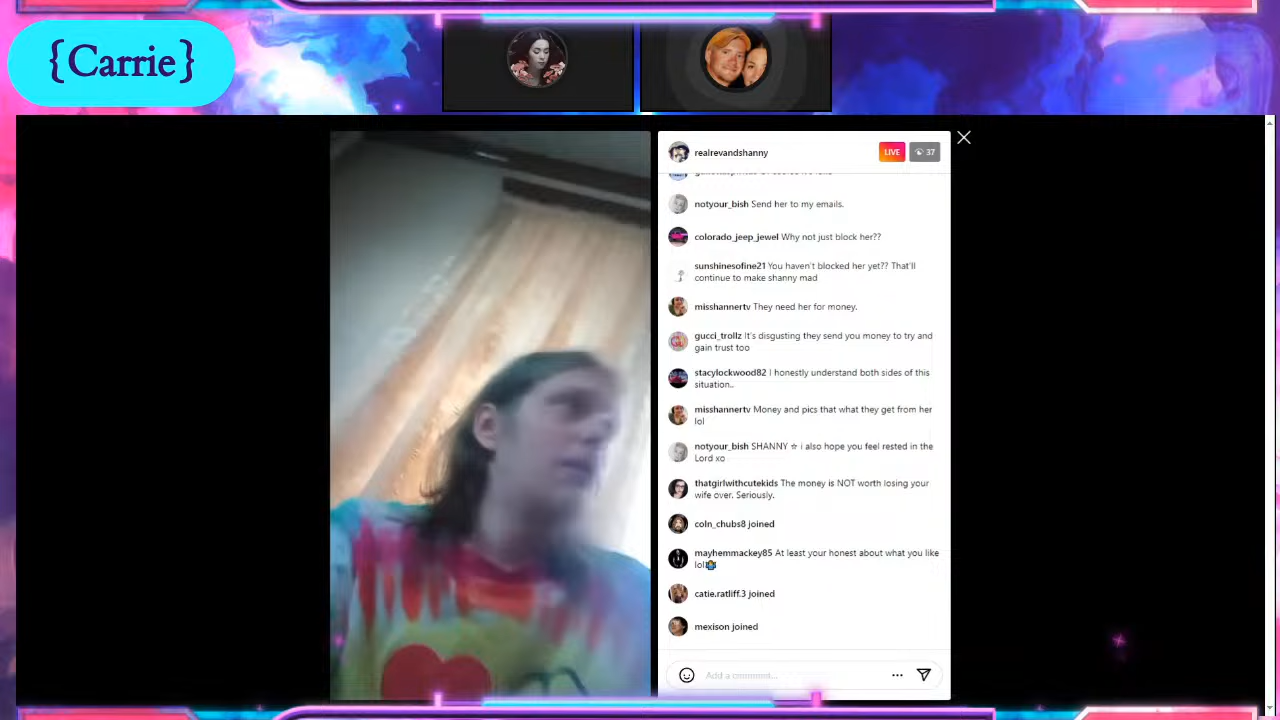 {Carrie}
realrevandshanny
LIVE
37
notyour_bish Send her to my emails.
colorado_jeep_jewel Why not just block her??
sunshinesofine21 You haven't blocked her yet?? That'll
continue to make shanny mad
misshannertv They need her for money.
gucci_trollz It's disgusting they send you money to try and
gain trust too
stacylockwood82 I honestly understand both sides of this
situation..
misshannertv Money and pics that what they get from her
lol
notyour_bish SHANNY ☆ i also hope you feel rested in the
Lord xo
thatgirlwithcutekids The money is NOT worth losing your
wife over. Seriously.
coln_chubs8 joined
mayhemmackey85 At least your honest about what you like
lol🤷‍♂️
catie.ratliff.3 joined
mexison joined
Add a comment...